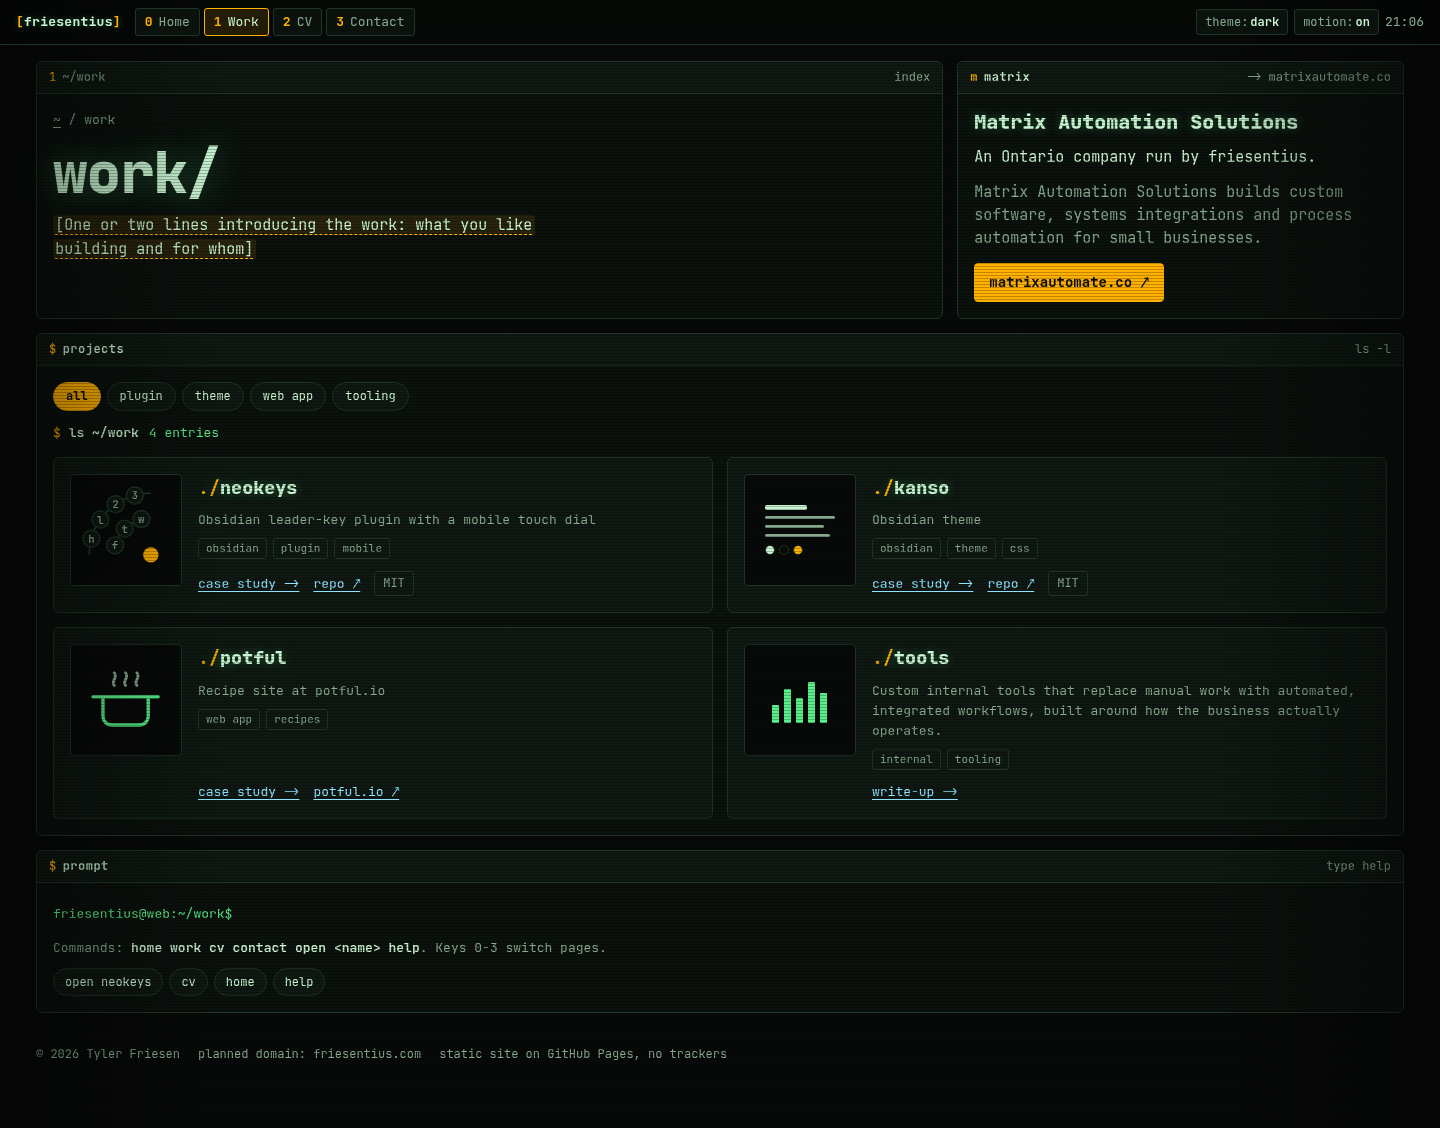 [friesentius] 0 Home 1 Work 2 CV 3 Contact theme:dark motion:on 21:06
1 ~/work index
~ / work
work/
[One or two lines introducing the work: what you like
building and for whom]
m matrix → matrixautomate.co
Matrix Automation Solutions
An Ontario company run by friesentius.
Matrix Automation Solutions builds custom
software, systems integrations and process
automation for small businesses.
matrixautomate.co ↗
$ projects ls -l
all plugin theme web app tooling
$ ls ~/work 4 entries
3
2
l w
t
h f
./neokeys
Obsidian leader-key plugin with a mobile touch dial
obsidian plugin mobile
case study → repo ↗ MIT
./kanso
Obsidian theme
obsidian theme css
case study → repo ↗ MIT
./potful
Recipe site at potful.io
web app recipes
case study → potful.io ↗
./tools
Custom internal tools that replace manual work with automated,
integrated workflows, built around how the business actually
operates.
internal tooling
write-up →
$ prompt type help
friesentius@web:~/work$
Commands: home work cv contact open <name> help. Keys 0-3 switch pages.
open neokeys cv home help
© 2026 Tyler Friesen planned domain: friesentius.com static site on GitHub Pages, no trackers